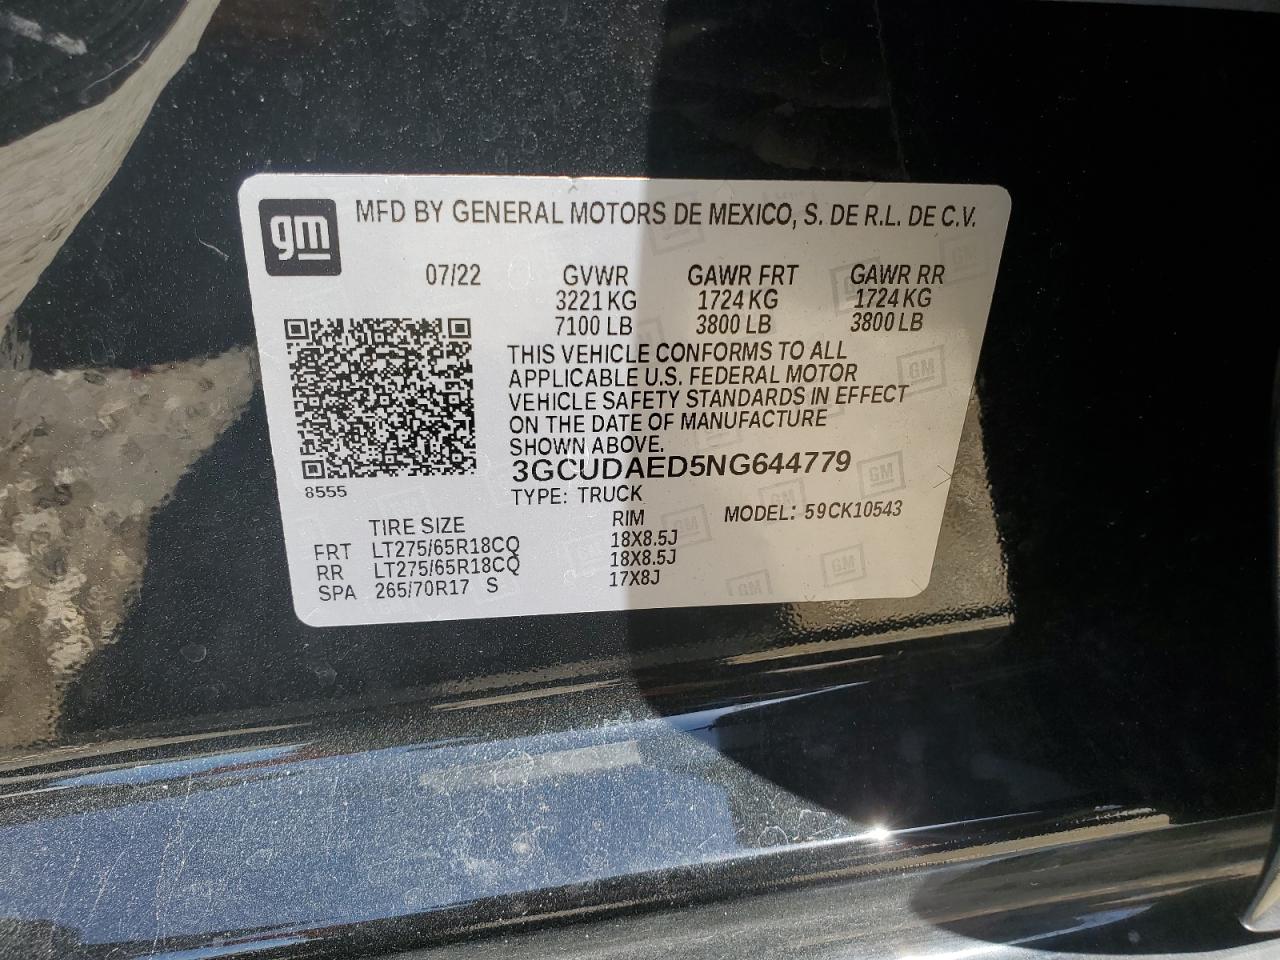 gm MFD BY GENERAL MOTORS DE MEXICO, S. DE R.L. DE C.V.
07/22 GVWR GAWR FRT GAWR RR
3221 KG 1724 KG 1724 KG
7100 LB 3800 LB 3800 LB
THIS VEHICLE CONFORMS TO ALL
APPLICABLE U.S. FEDERAL MOTOR
VEHICLE SAFETY STANDARDS IN EFFECT
ON THE DATE OF MANUFACTURE
SHOWN ABOVE.
3GCUDAED5NG644779
8555
TYPE: TRUCK
TIRE SIZE RIM MODEL: 59CK10543
FRT LT275/65R18CQ 18X8.5J
RR LT275/65R18CQ 18X8.5J
SPA 265/70R17 S 17X8J